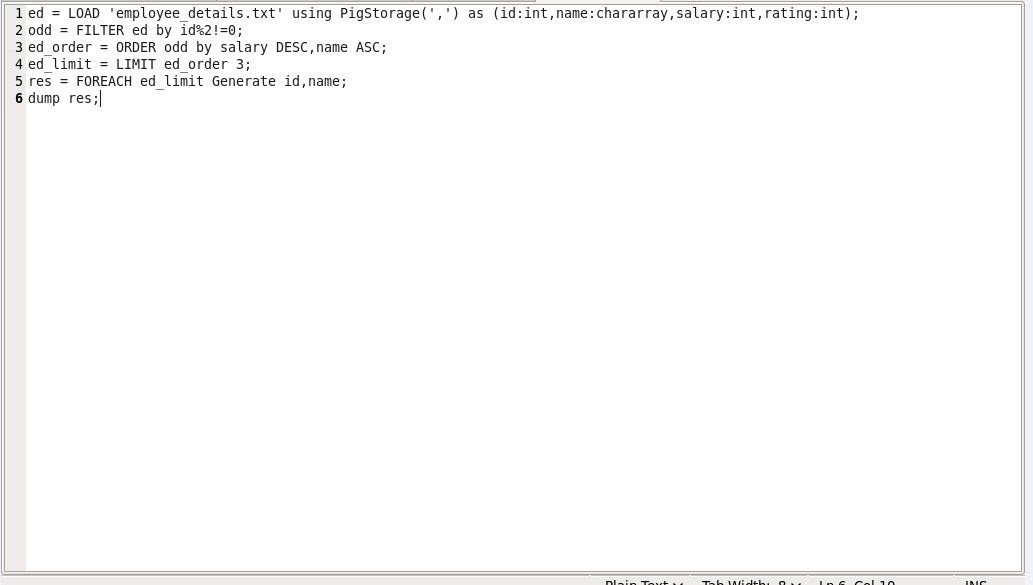 1 ed = LOAD 'employee_details.txt' using PigStorage(',') as (id:int,name:chararray,salary:int,rating:int);
2 odd = FILTER ed by id%2!=0;
3 ed_order = ORDER odd by salary DESC,name ASC;
4 ed_limit = LIMIT ed_order 3;
5 res = FOREACH ed_limit Generate id,name;
6 dump res;
Plain Text Tab Width: 8 Ln 6, Col 10 INS